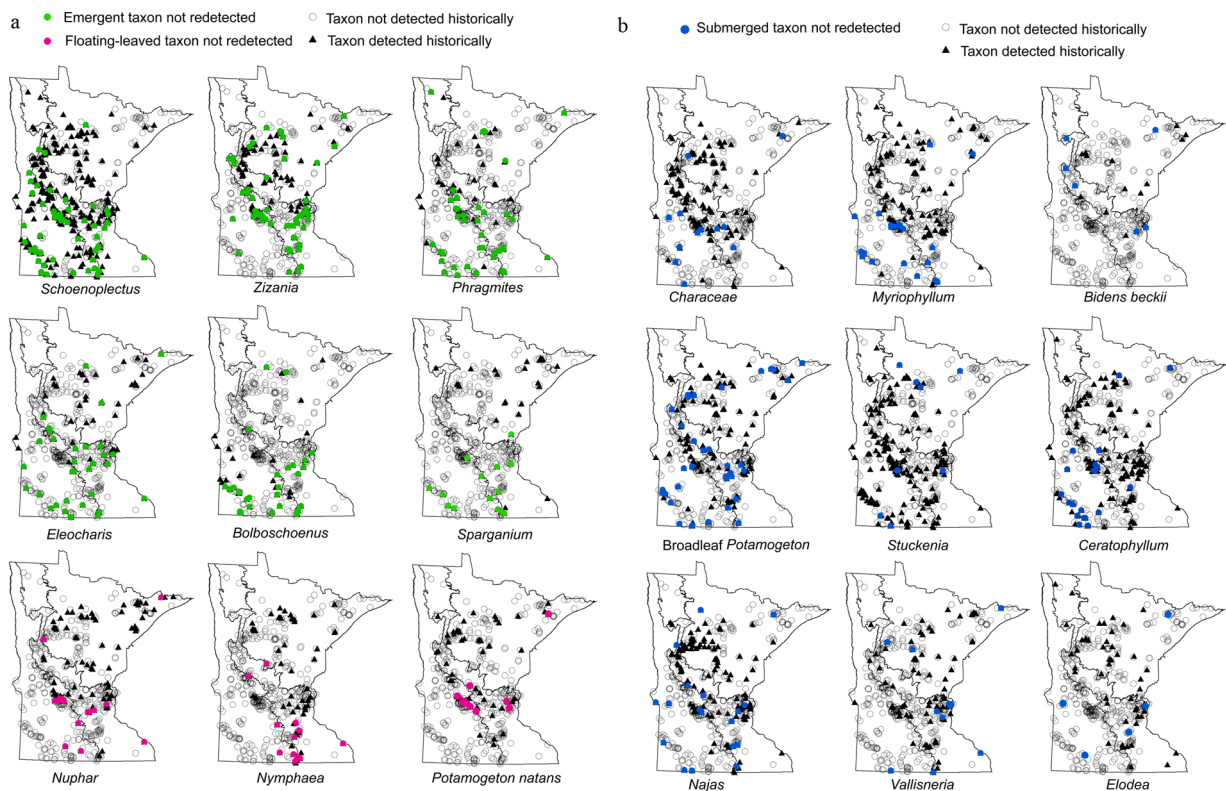 a
Emergent taxon not redetected
Taxon not detected historically
Floating-leaved taxon not redetected
Taxon detected historically
Schoenoplectus
Zizania
Phragmites
Eleocharis
Bolboschoenus
Sparganium
Nuphar
Nymphaea
Potamogeton natans
b
Submerged taxon not redetected
Taxon not detected historically
Taxon detected historically
Characeae
Myriophyllum
Bidens beckii
Broadleaf Potamogeton
Stuckenia
Ceratophyllum
Najas
Vallisneria
Elodea